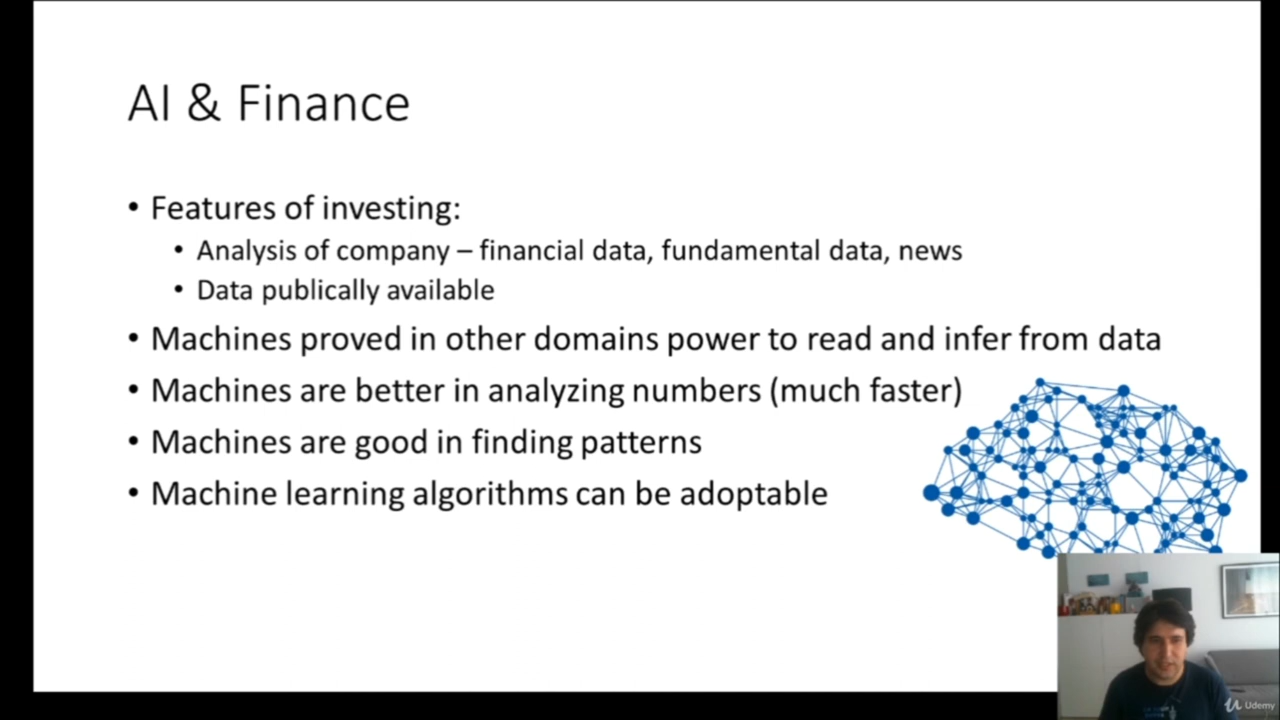 AI & Finance
• Features of investing:
• Analysis of company – financial data, fundamental data, news
• Data publically available
• Machines proved in other domains power to read and infer from data
• Machines are better in analyzing numbers (much faster)
• Machines are good in finding patterns
• Machine learning algorithms can be adoptable
Udemy